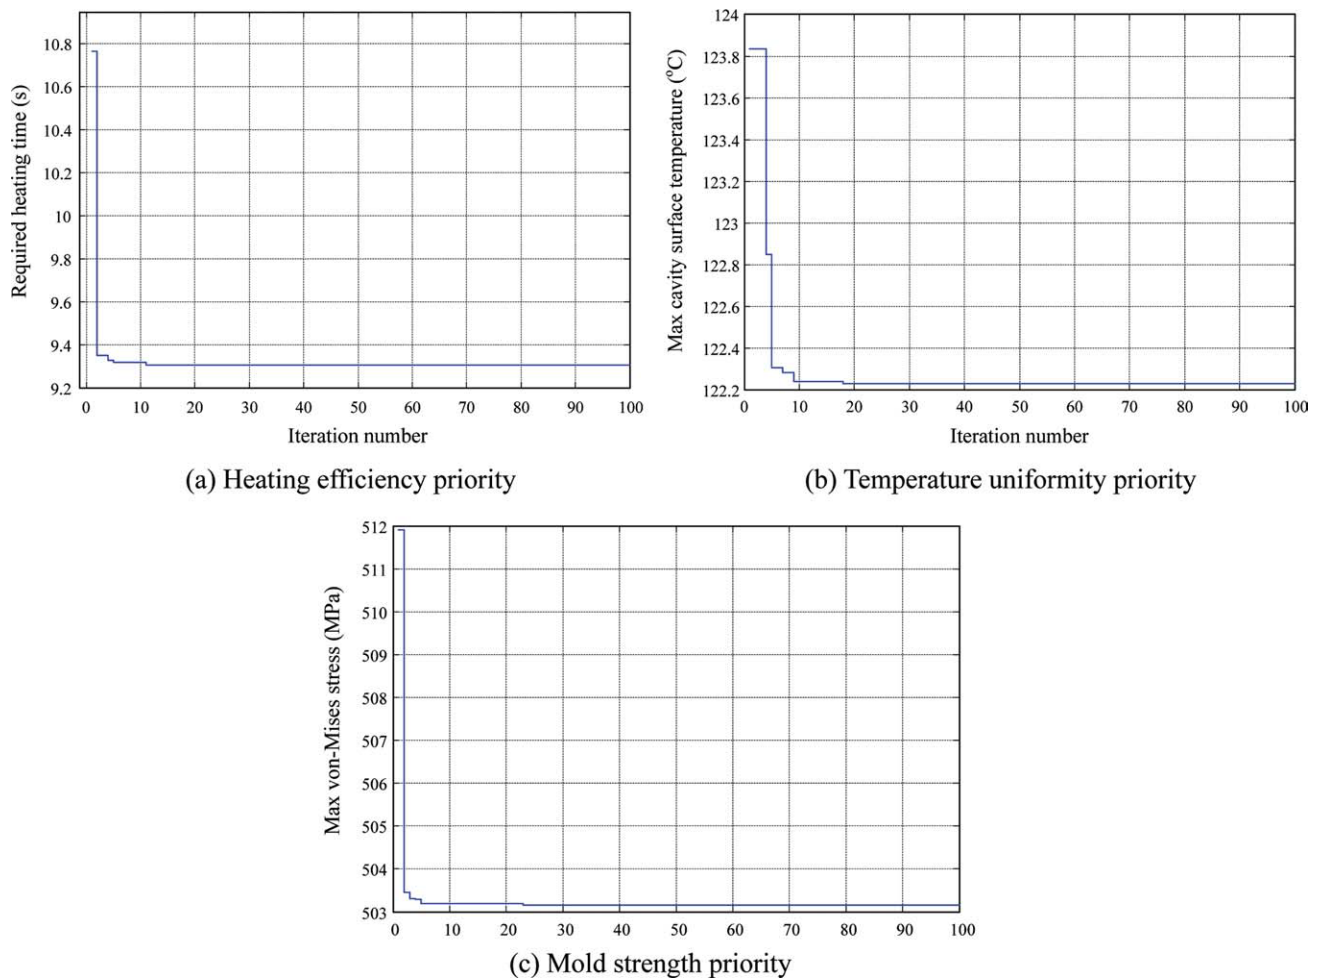 Required heating time (s)
10.8
10.6
10.4
10.2
10
9.8
9.6
9.4
9.2
0 10 20 30 40 50 60 70 80 90 100
Iteration number
(a) Heating efficiency priority
Max cavity surface temperature (°C)
124
123.8
123.6
123.4
123.2
123
122.8
122.6
122.4
122.2
0 10 20 30 40 50 60 70 80 90 100
Iteration number
(b) Temperature uniformity priority
Max von-Mises stress (MPa)
512
511
510
509
508
507
506
505
504
503
0 10 20 30 40 50 60 70 80 90 100
(c) Mold strength priority